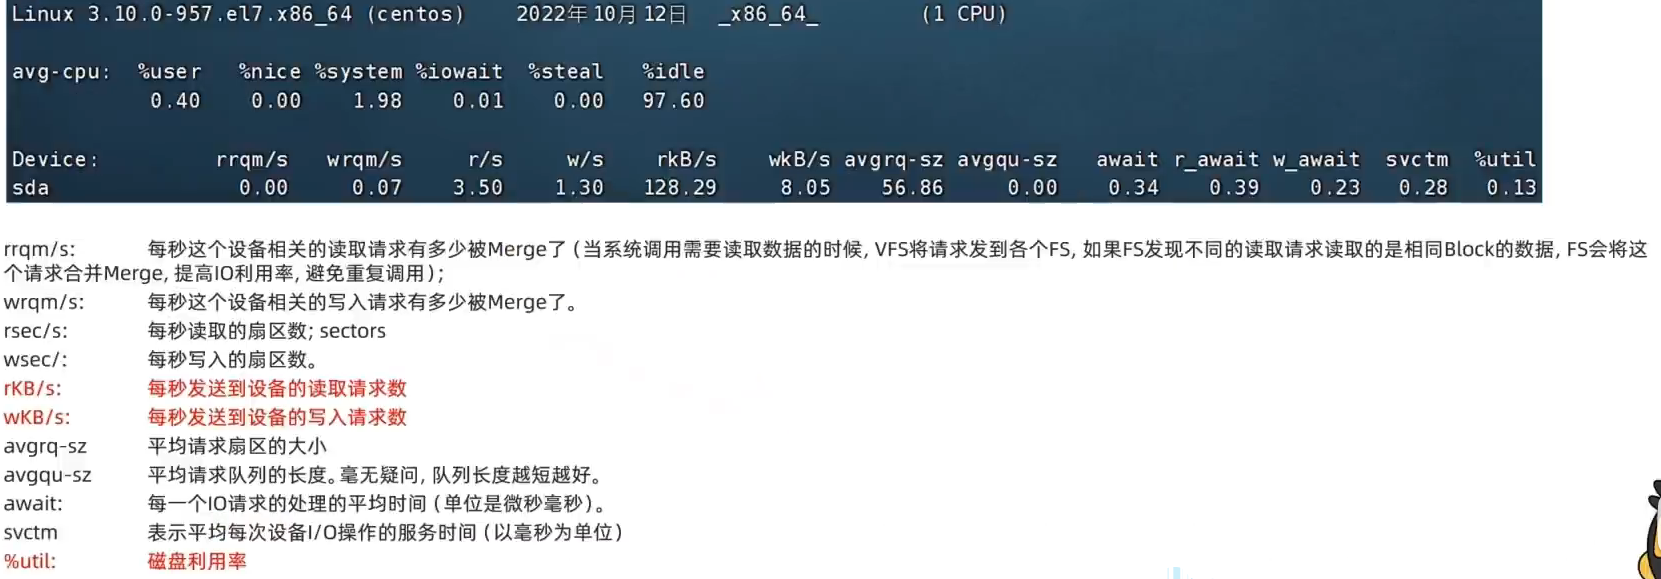 Linux 3.10.0-957.el7.x86_64 (centos) 2022年10月12日 _x86_64_ (1 CPU)
avg-cpu: %user %nice %system %iowait %steal %idle
0.40 0.00 1.98 0.01 0.00 97.60
Device: rrqm/s wrqm/s r/s w/s rkB/s wkB/s avgrq-sz avgqu-sz await r_await w_await svctm %util
sda 0.00 0.07 3.50 1.30 128.29 8.05 56.86 0.00 0.34 0.39 0.23 0.28 0.13
rrqm/s: 每秒这个设备相关的读取请求有多少被Merge了（当系统调用需要读取数据的时候, VFS将请求发到各个FS, 如果FS发现不同的读取请求读取的是相同Block的数据, FS会将这
个请求合并Merge, 提高IO利用率, 避免重复调用）;
wrqm/s: 每秒这个设备相关的写入请求有多少被Merge了。
rsec/s: 每秒读取的扇区数; sectors
wsec/: 每秒写入的扇区数。
rKB/s: 每秒发送到设备的读取请求数
wKB/s: 每秒发送到设备的写入请求数
avgrq-sz 平均请求扇区的大小
avgqu-sz 平均请求队列的长度。毫无疑问, 队列长度越短越好。
await: 每一个IO请求的处理的平均时间（单位是微秒毫秒）。
svctm 表示平均每次设备I/O操作的服务时间（以毫秒为单位）
%util: 磁盘利用率